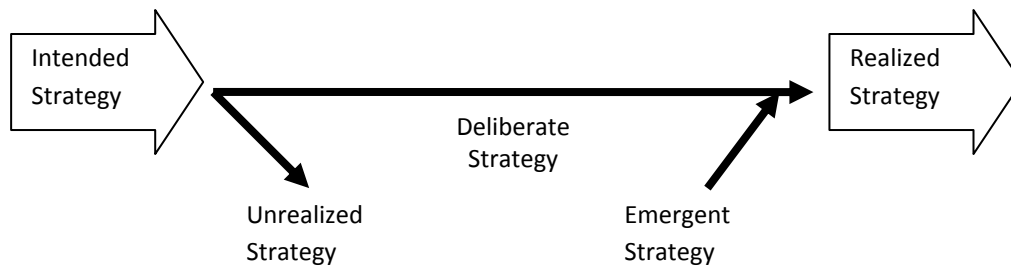 Intended
Strategy
Realized
Strategy
Deliberate
Strategy
Unrealized
Strategy
Emergent
Strategy